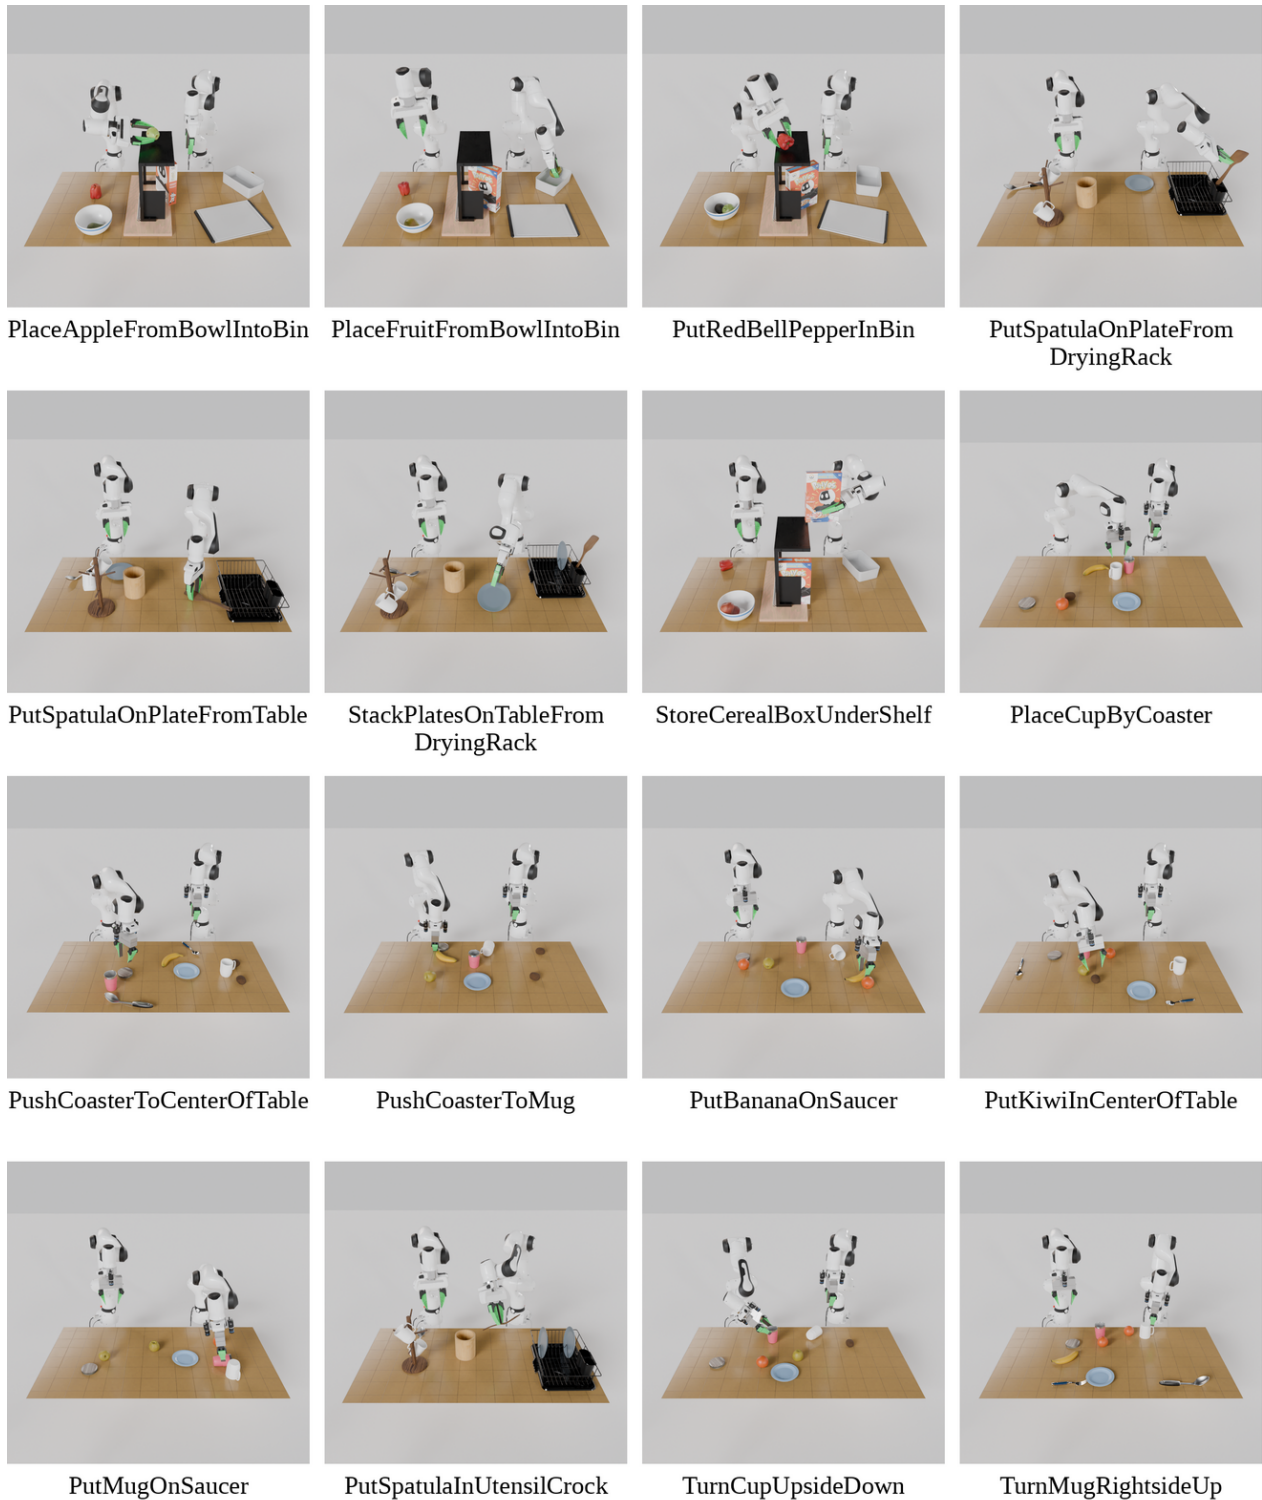 PlaceAppleFromBowlIntoBin
PlaceFruitFromBowlIntoBin
PutRedBellPepperInBin
PutSpatulaOnPlateFrom
DryingRack
PutSpatulaOnPlateFromTable
StackPlatesOnTableFrom
DryingRack
StoreCerealBoxUnderShelf
PlaceCupByCoaster
PushCoasterToCenterOfTable
PushCoasterToMug
PutBananaOnSaucer
PutKiwiInCenterOfTable
PutMugOnSaucer
PutSpatulaInUtensilCrock
TurnCupUpsideDown
TurnMugRightsideUp